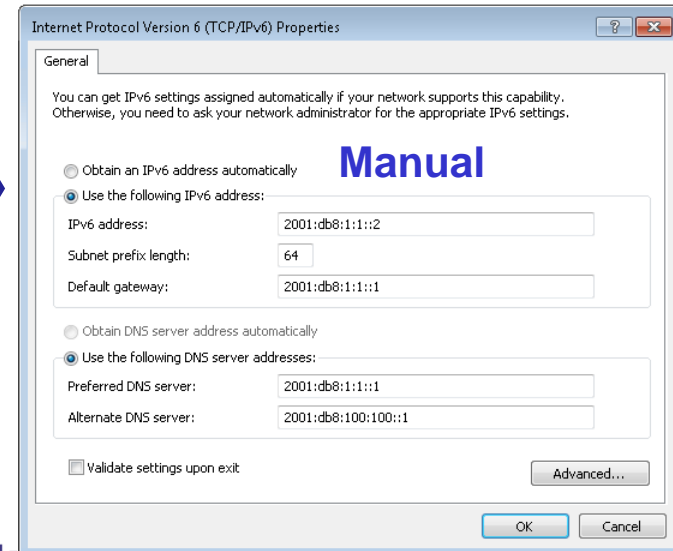 Internet Protocol Version 6 (TCP/IPv6) Properties
General
You can get IPv6 settings assigned automatically if your network supports this capability.
Otherwise, you need to ask your network administrator for the appropriate IPv6 settings.
Manual
Obtain an IPv6 address automatically
Use the following IPv6 address:
IPv6 address: 2001:db8:1:1::2
Subnet prefix length: 64
Default gateway: 2001:db8:1:1::1
Obtain DNS server address automatically
Use the following DNS server addresses:
Preferred DNS server: 2001:db8:1:1::1
Alternate DNS server: 2001:db8:100:100::1
Validate settings upon exit
Advanced...
OK Cancel